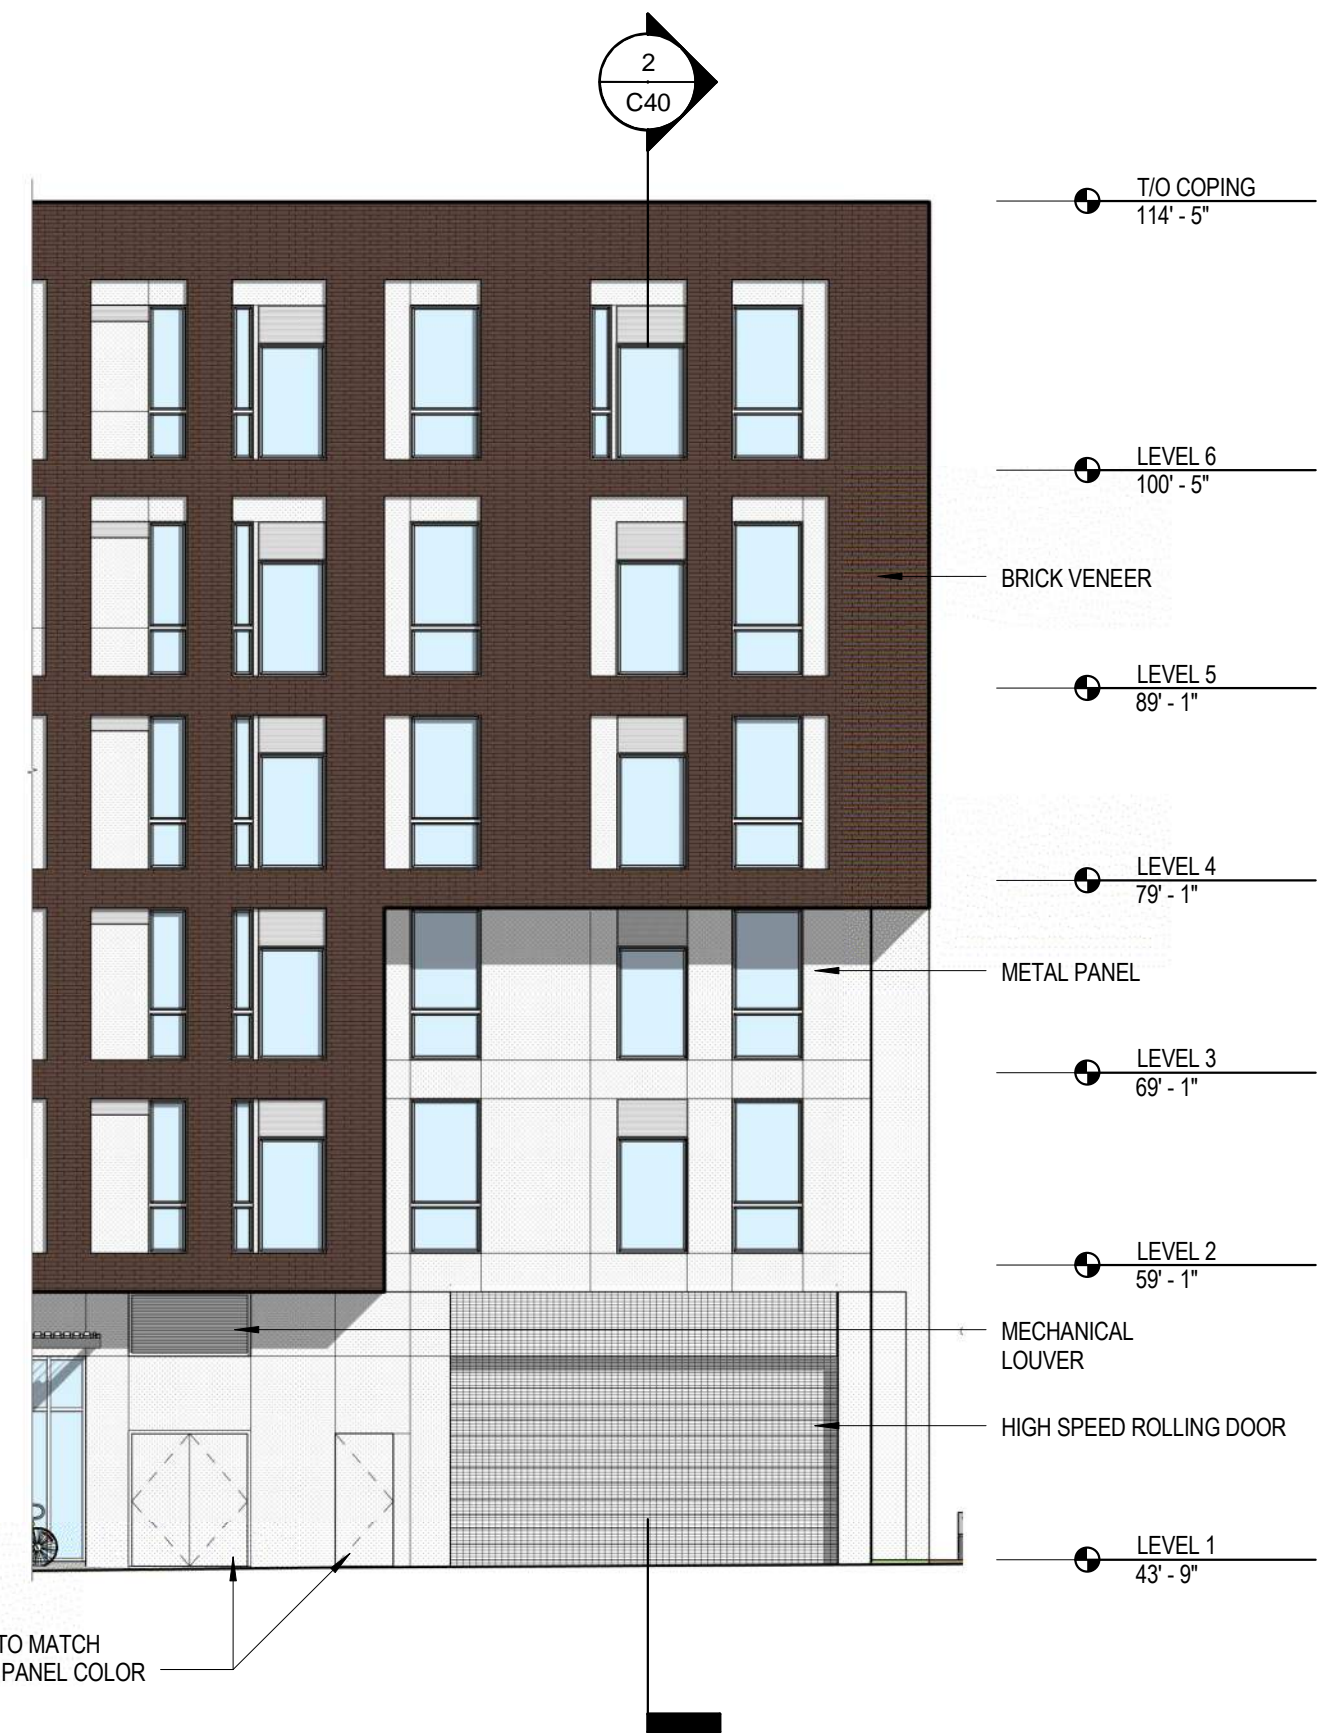 2
C40
T/O COPING
114' - 5"
LEVEL 6
100' - 5"
BRICK VENEER
LEVEL 5
89' - 1"
LEVEL 4
79' - 1"
METAL PANEL
LEVEL 3
69' - 1"
LEVEL 2
59' - 1"
MECHANICAL
LOUVER
HIGH SPEED ROLLING DOOR
LEVEL 1
43' - 9"
TO MATCH
PANEL COLOR